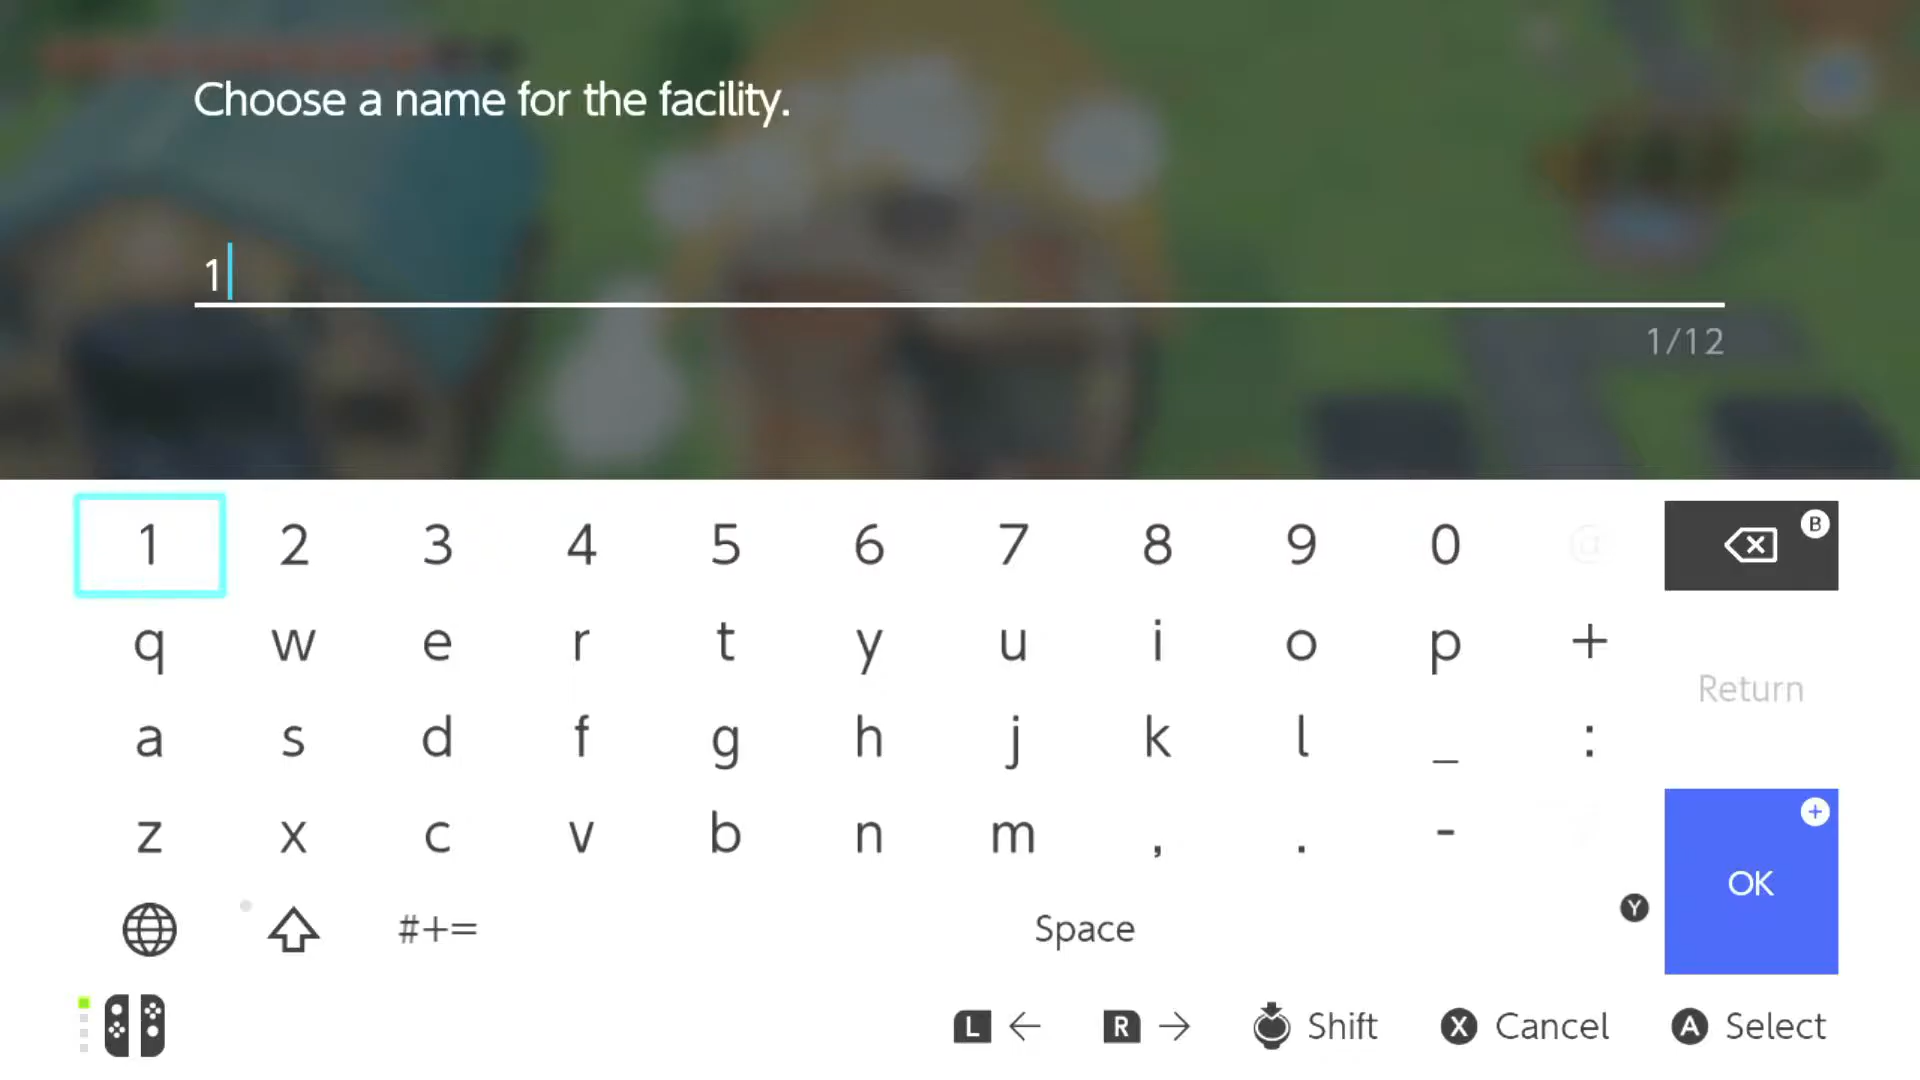 Choose a name for the facility.
1
1/12
1 2 3 4 5 6 7 8 9 0 @ B
q w e r t y u i o p +
Return
a s d f g h j k l _ :
z x c v b n m , . - +
OK
#+= Space Y
L ← R → Shift X Cancel A Select